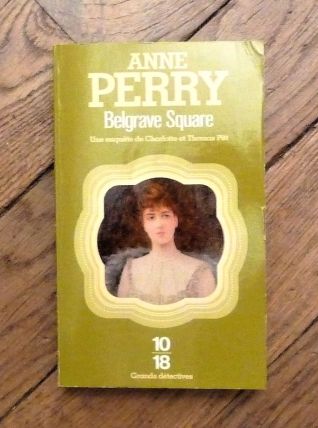 ANNE
PERRY
Belgrave Square
Une enquête de Charlotte et Thomas Pitt
10
18
Grands détectives